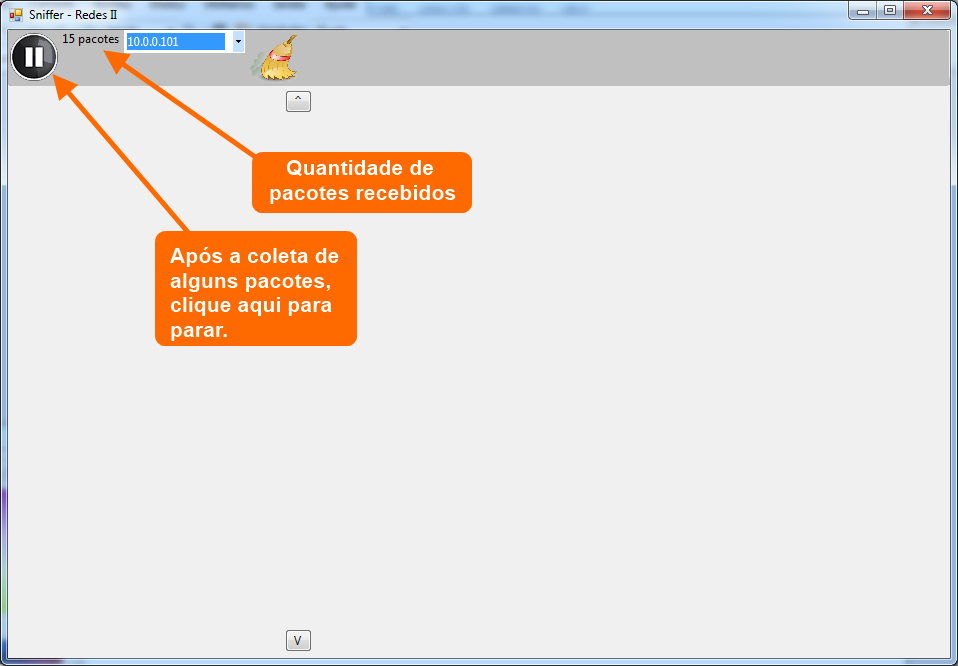 Sniffer - Redes II
15 pacotes
10.0.0.101
^
Quantidade de
pacotes recebidos
Após a coleta de
alguns pacotes,
clique aqui para
parar.
V